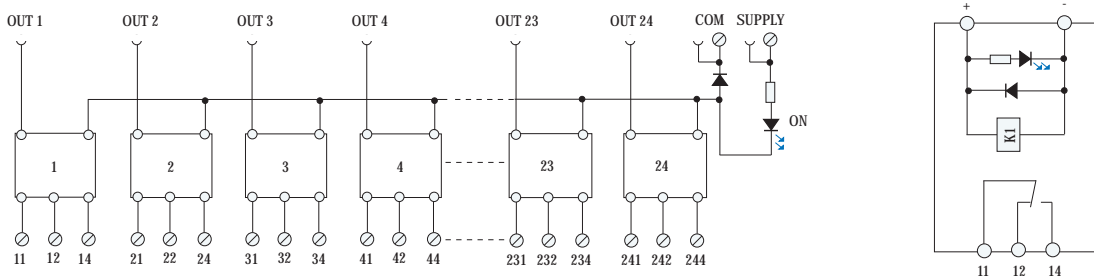 OUT 1 OUT 2 OUT 3 OUT 4 OUT 23 OUT 24 COM SUPPLY
+ -
ON
1 2 3 4 23 24
K1
11 12 14 21 22 24 31 32 34 41 42 44 231 232 234 241 242 244
11 12 14